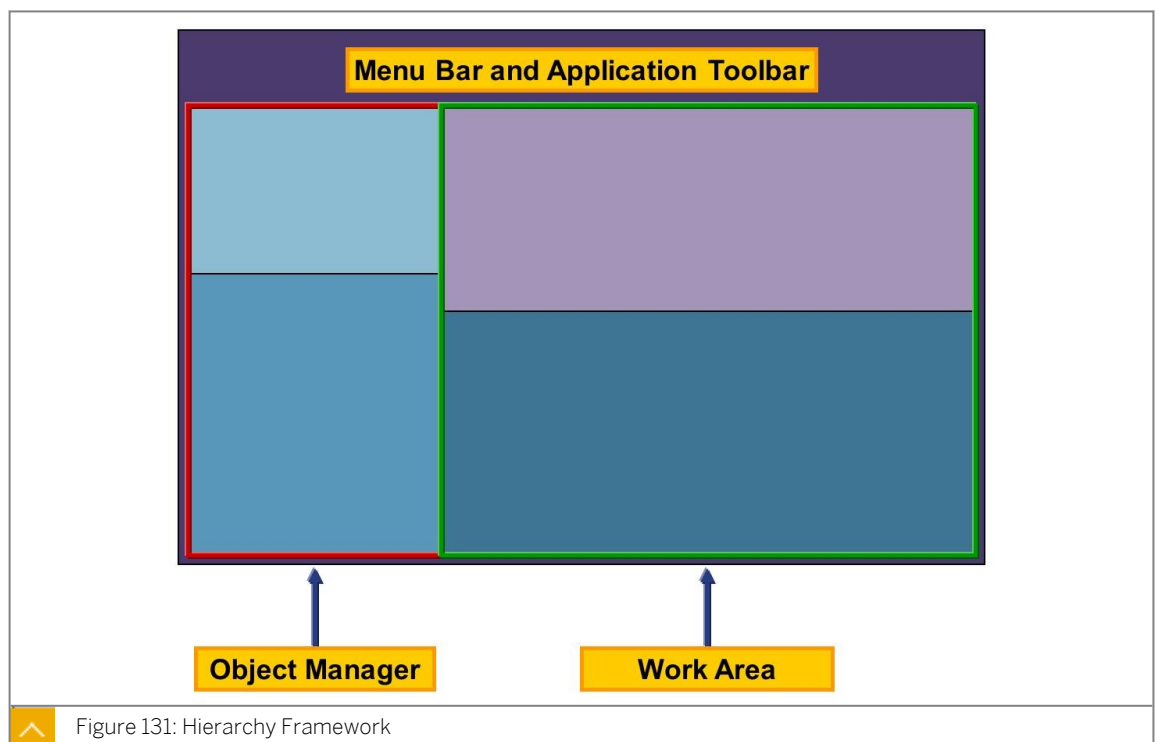 Menu Bar and Application Toolbar
Object Manager
Work Area
Figure 131: Hierarchy Framework